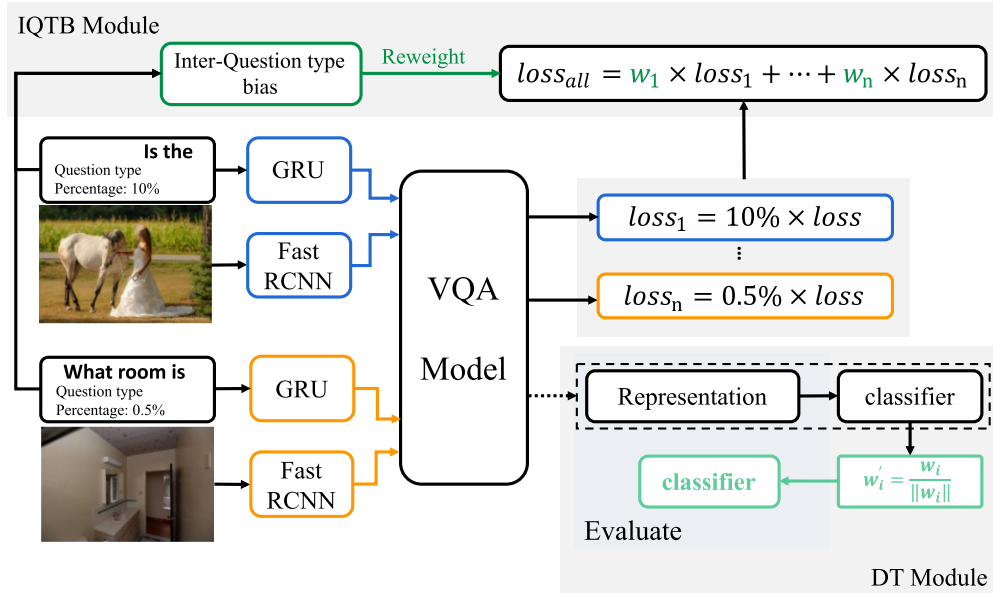 IQTB Module
Inter-Question type
bias
Reweight
loss_all = w_1 × loss_1 + ⋯ + w_n × loss_n
Is the
Question type
Percentage: 10%
GRU
Fast
RCNN
VQA
Model
loss_1 = 10% × loss
⋮
loss_n = 0.5% × loss
What room is
Question type
Percentage: 0.5%
GRU
Fast
RCNN
Representation
classifier
classifier
w_i' = w_i / ‖w_i‖
Evaluate
DT Module